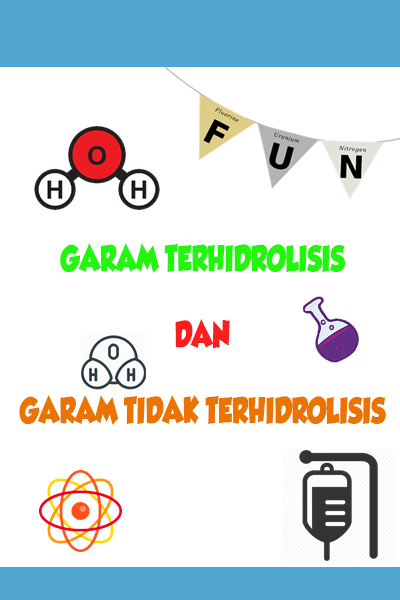 Fluorine
F
Uranium
U
Nitrogen
N
O
H H
GARAM TERHIDROLISIS
DAN
O
H H
GARAM TIDAK TERHIDROLISIS